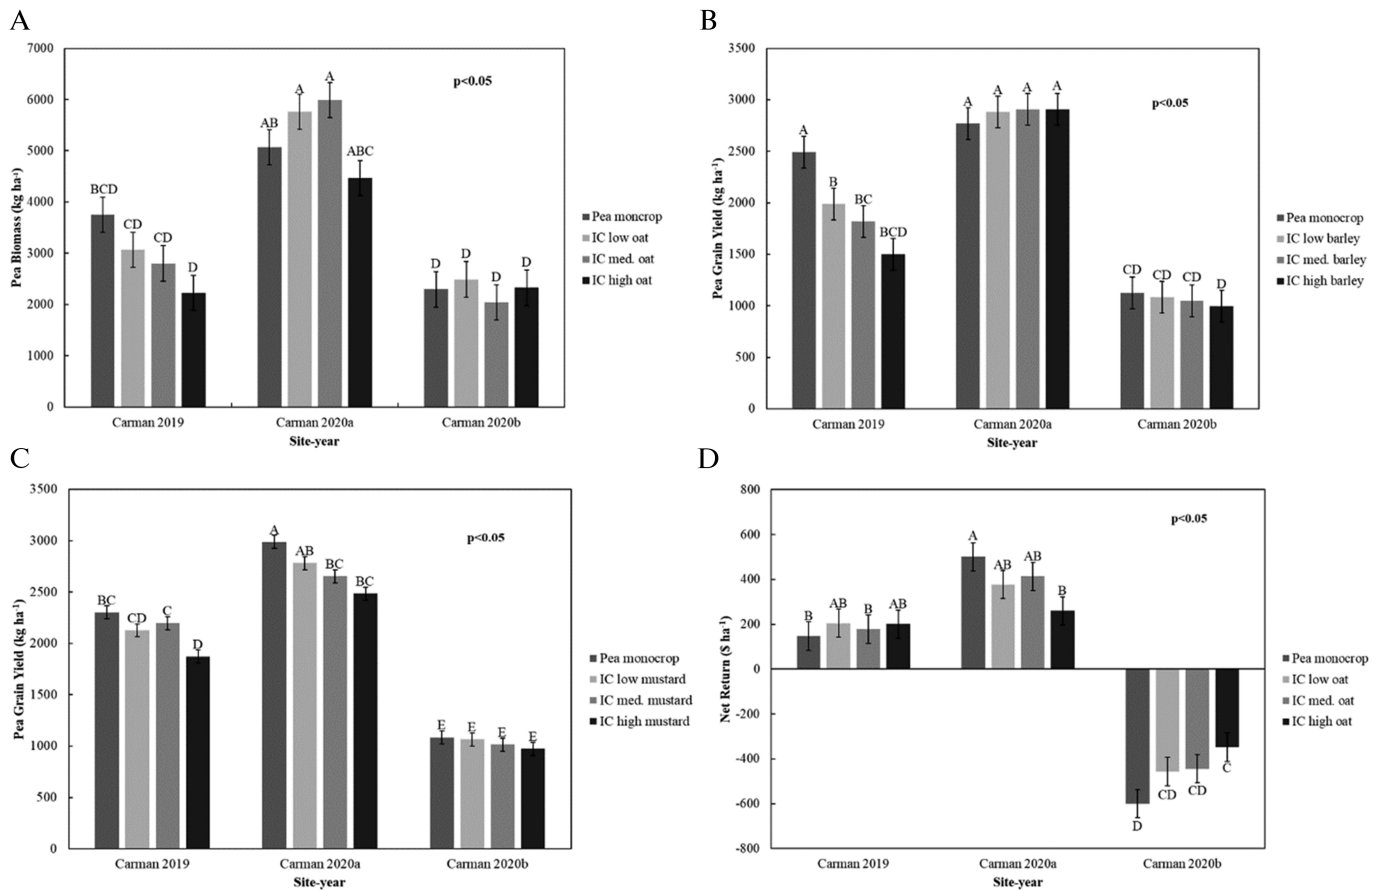 A
7000
6000
5000
4000
3000
2000
1000
0
Pea Biomass (kg ha⁻¹)
p<0.05
BCD
CD
CD
D
AB
A
A
ABC
D
D
D
D
Carman 2019
Carman 2020a
Carman 2020b
Site-year
Pea moncrop
IC low oat
IC med. oat
IC high oat
B
3500
3000
2500
2000
1500
1000
500
0
Pea Grain Yield (kg ha⁻¹)
p<0.05
A
B
BC
BCD
A
A
A
A
CD
CD
CD
D
Carman 2019
Carman 2020a
Carman 2020b
Site-year
Pea monocrop
IC low barley
IC med. barley
IC high barley
C
3500
3000
2500
2000
1500
1000
500
0
Pea Grain Yield (kg ha⁻¹)
p<0.05
BC
CD
C
D
A
AB
BC
BC
E
E
E
E
Carman 2019
Carman 2020a
Carman 2020b
Site-year
Pea monocrop
IC low mustard
IC med. mustard
IC high mustard
D
800
600
400
200
0
-200
-400
-600
-800
Net Return ($ ha⁻¹)
p<0.05
B
AB
B
AB
A
AB
AB
B
D
CD
CD
C
Carman 2019
Carman 2020a
Carman 2020b
Site-year
Pea monocrop
IC low oat
IC med. oat
IC high oat